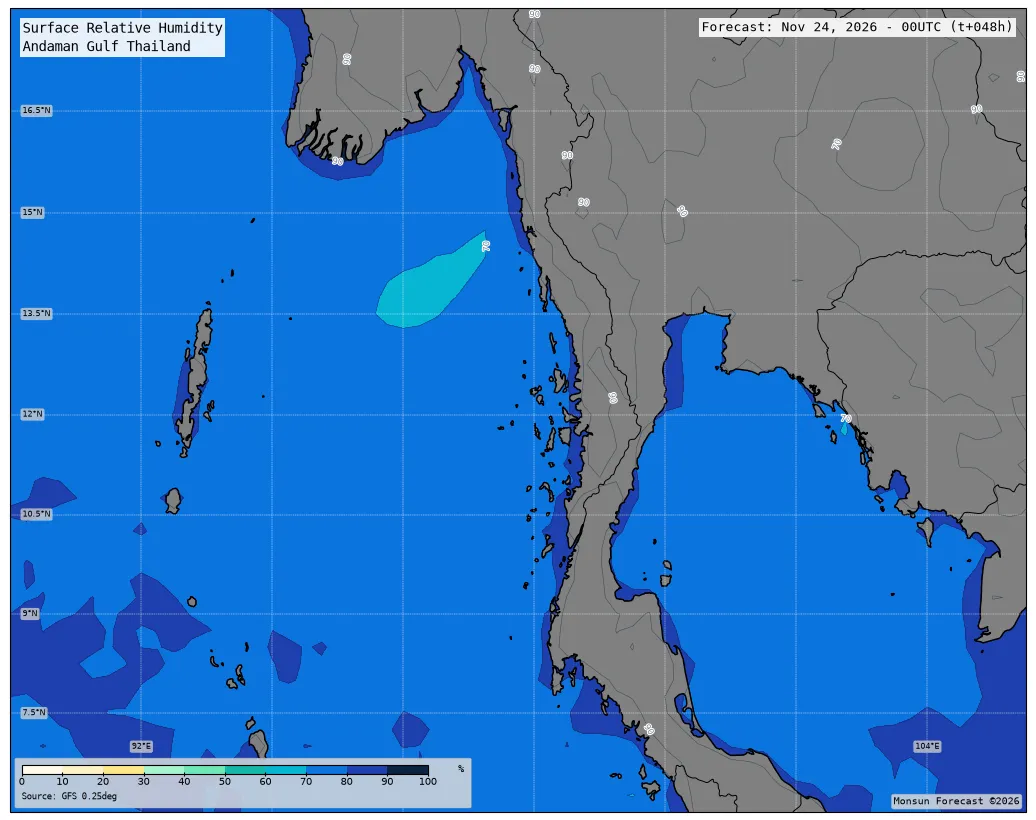 Surface Relative Humidity
Andaman Gulf Thailand
Forecast: Nov 24, 2026 - 00UTC (t+048h)
90
90
90
90
90
16.5°N
70
90
90
90
15°N
90
70
13.5°N
90
12°N
70
10.5°N
9°N
7.5°N
90
92°E
104°E
%
0 10 20 30 40 50 60 70 80 90 100
Source: GFS 0.25deg
Monsun Forecast ©2026